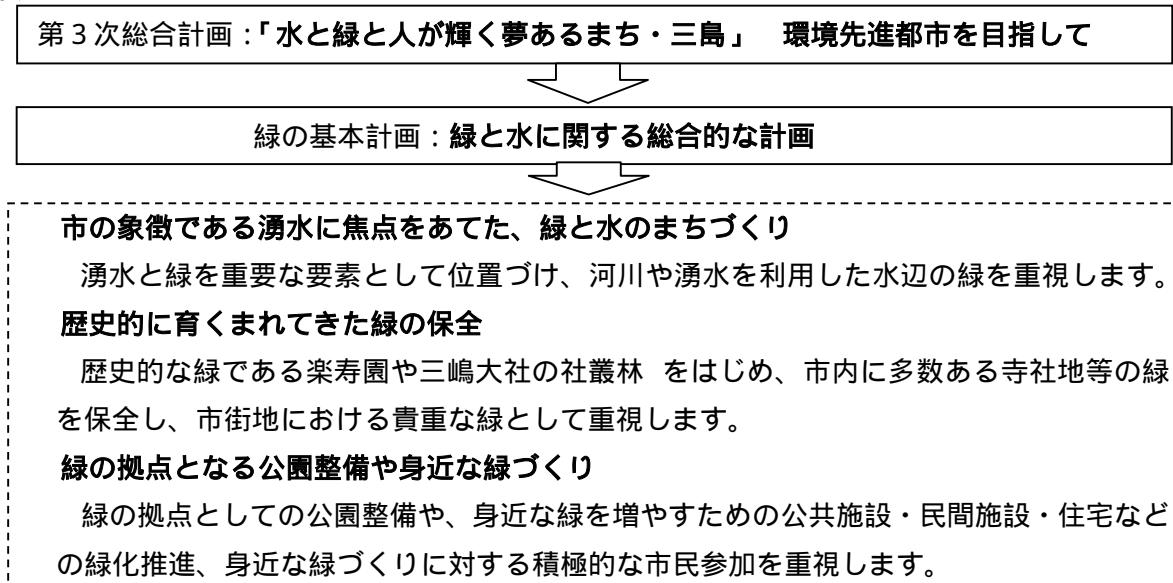 第３次総合計画：「水と緑と人が輝く夢あるまち・三島」　環境先進都市を目指して
緑の基本計画：緑と水に関する総合的な計画
市の象徴である湧水に焦点をあてた、緑と水のまちづくり
湧水と緑を重要な要素として位置づけ、河川や湧水を利用した水辺の緑を重視します。
歴史的に育くまれてきた緑の保全
歴史的な緑である楽寿園や三嶋大社の社叢林　をはじめ、市内に多数ある寺社地等の緑
を保全し、市街地における貴重な緑として重視します。
緑の拠点となる公園整備や身近な緑づくり
緑の拠点としての公園整備や、身近な緑を増やすための公共施設・民間施設・住宅など
の緑化推進、身近な緑づくりに対する積極的な市民参加を重視します。